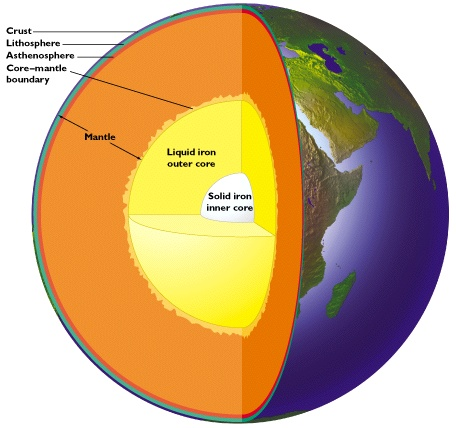 Crust
Lithosphere
Asthenosphere
Core–mantle
boundary
Mantle
Liquid iron
outer core
Solid iron
inner core